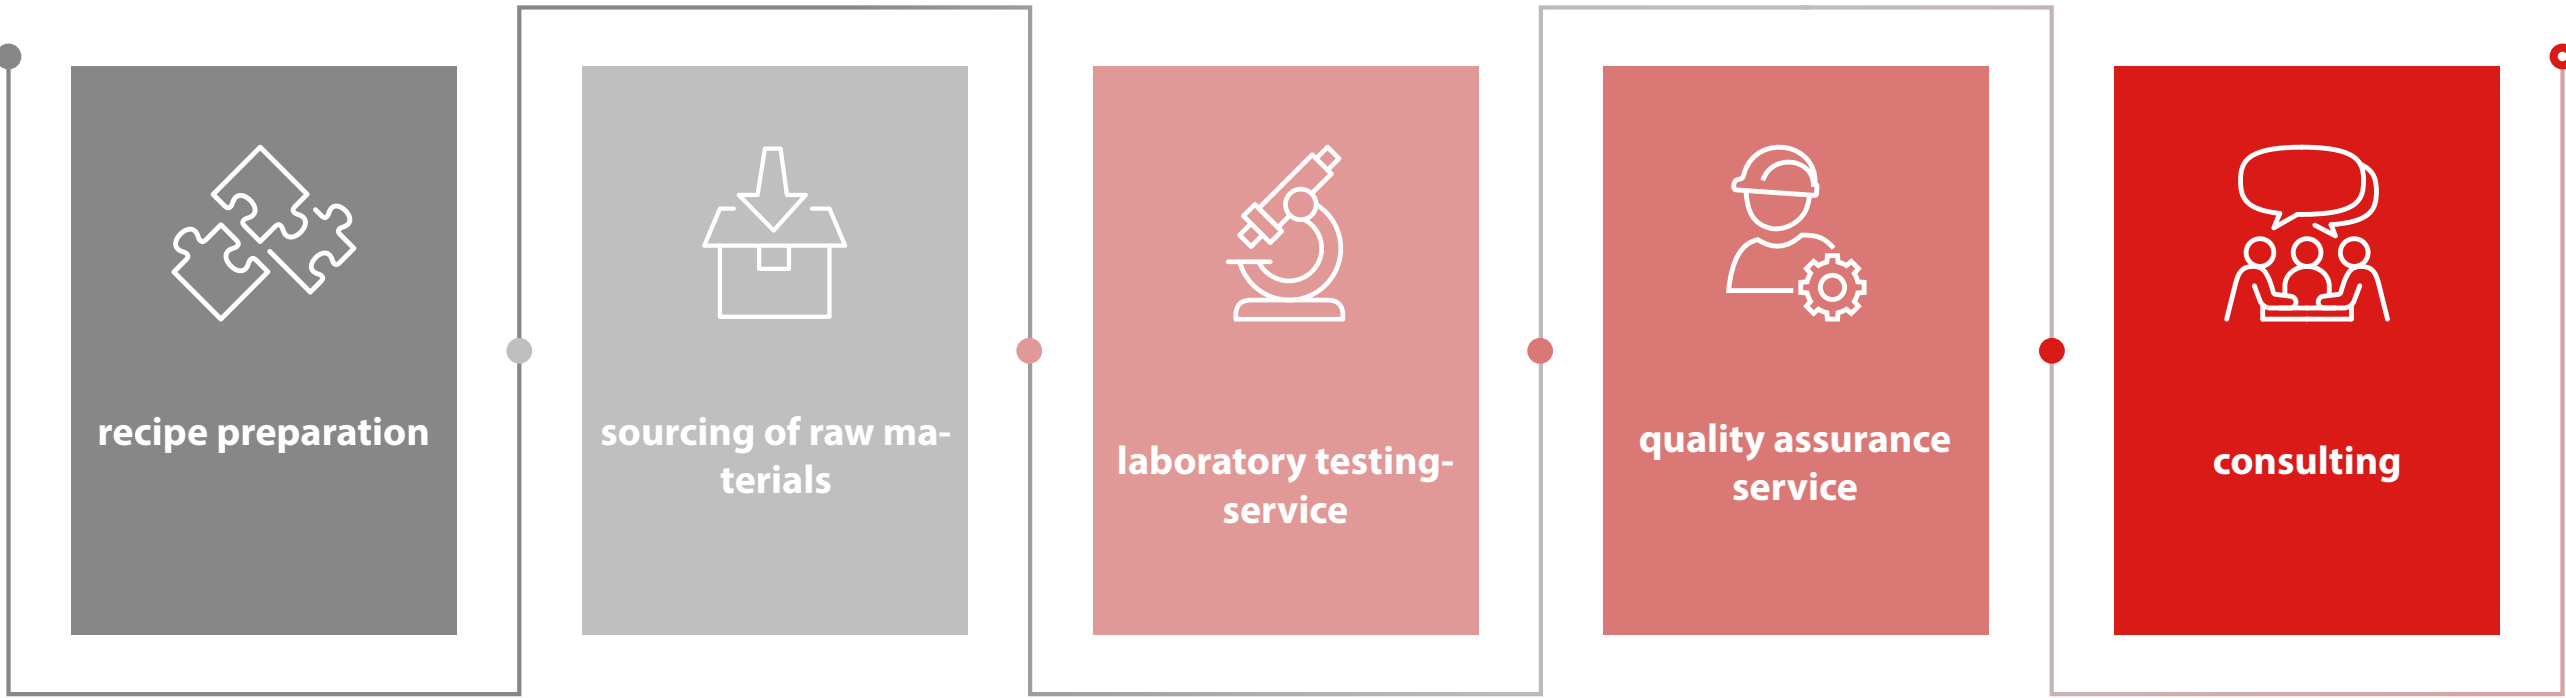 recipe preparation
sourcing of raw ma-
terials
laboratory testing-
service
quality assurance
service
consulting